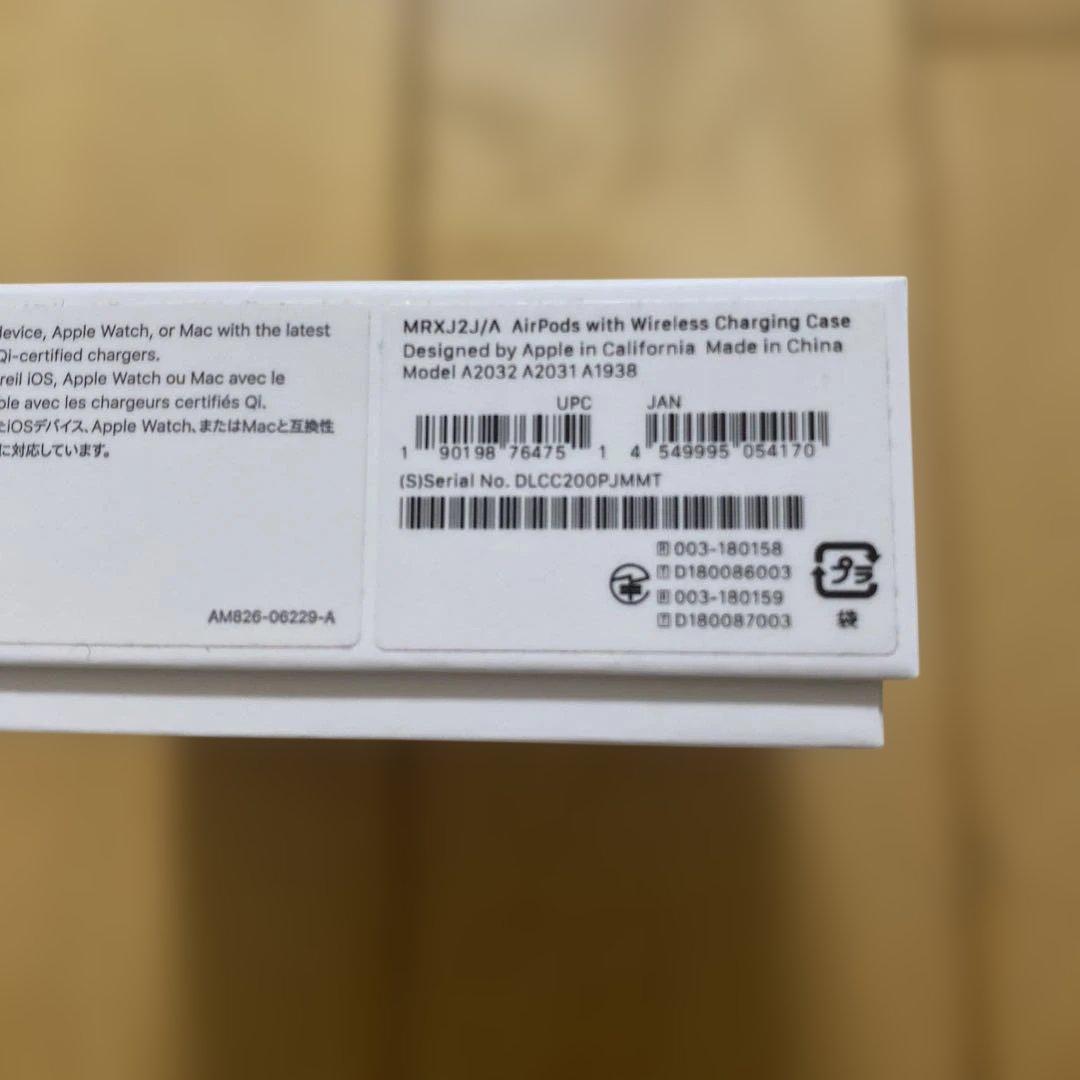 device, Apple Watch, or Mac with the latest
Qi-certified chargers.
reil iOS, Apple Watch ou Mac avec le
ble avec les chargeurs certifiés Qi.
たiOSデバイス、Apple Watch、またはMacと互換性
に対応しています。
AM826-06229-A
MRXJ2J/A AirPods with Wireless Charging Case
Designed by Apple in California Made in China
Model A2032 A2031 A1938
UPC
1 90198 76475 1
JAN
4 549995 054170
(S)Serial No. DLCC200PJMMT
R 003-180158
T D180086003
R 003-180159
T D180087003
プラ
袋